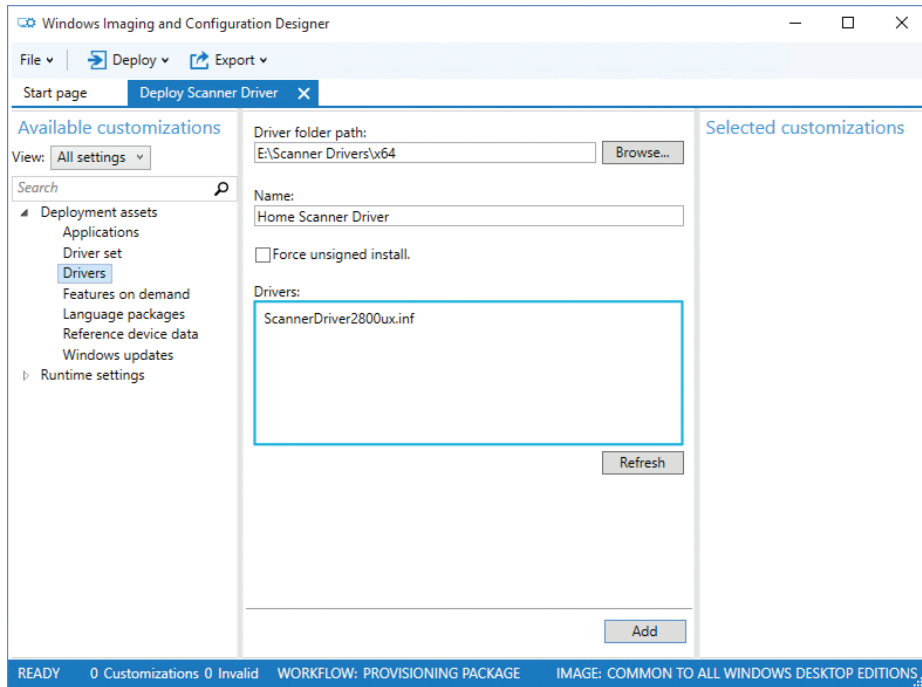 Windows Imaging and Configuration Designer
File Deploy Export
Start page Deploy Scanner Driver
Available customizations
View: All settings
Search
Deployment assets
Applications
Driver set
Drivers
Features on demand
Language packages
Reference device data
Windows updates
Runtime settings
Driver folder path:
E:\Scanner Drivers\x64 Browse...
Name:
Home Scanner Driver
Force unsigned install.
Drivers:
ScannerDriver2800ux.inf
Refresh
Add
Selected customizations
READY 0 Customizations 0 Invalid WORKFLOW: PROVISIONING PACKAGE IMAGE: COMMON TO ALL WINDOWS DESKTOP EDITIONS